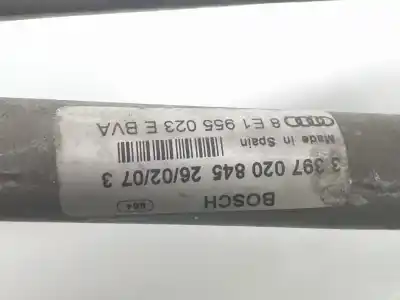 8 E1 955 023 E BVA
Made in Spain
3 397 020 845 26/02/07 3
BOSCH